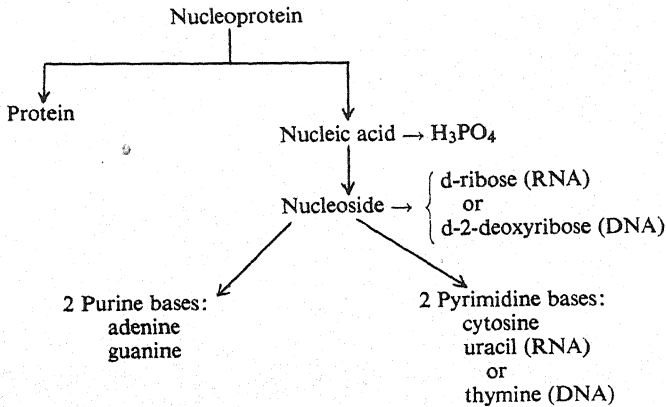 Nucleoprotein
Protein
Nucleic acid → H₃PO₄
Nucleoside →
d-ribose (RNA)
or
d-2-deoxyribose (DNA)
2 Purine bases:
adenine
guanine
2 Pyrimidine bases:
cytosine
uracil (RNA)
or
thymine (DNA)